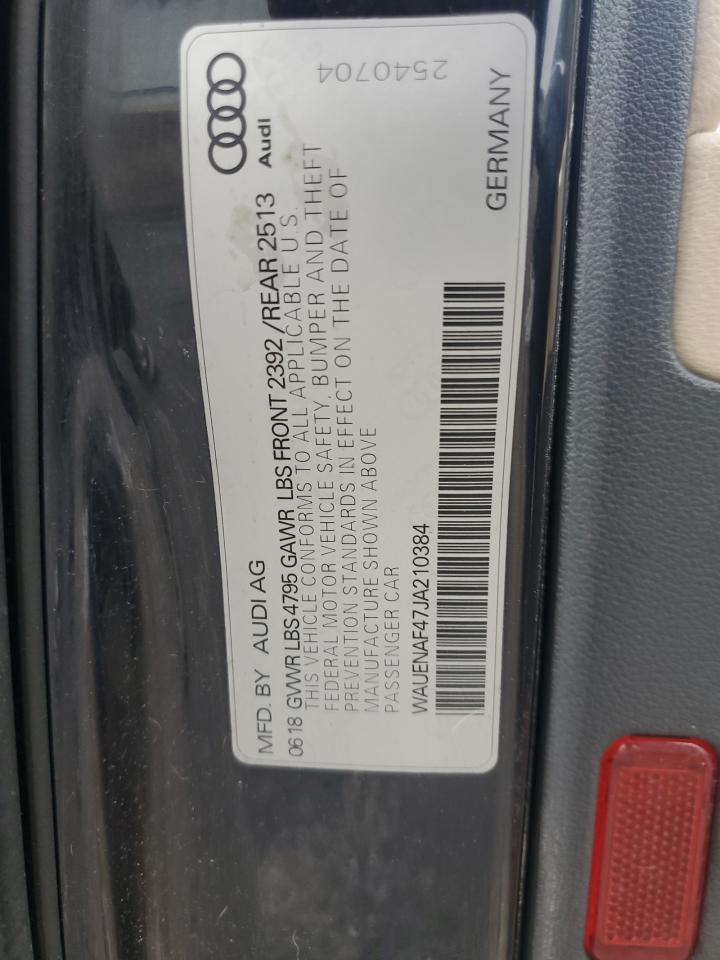 MFD. BY AUDI AG
Audi
0618 GVWR LBS 4795 GAWR LBS FRONT 2392 /REAR 2513
THIS VEHICLE CONFORMS TO ALL APPLICABLE U.S.
FEDERAL MOTOR VEHICLE SAFETY, BUMPER AND THEFT
PREVENTION STANDARDS IN EFFECT ON THE DATE OF
MANUFACTURE SHOWN ABOVE
PASSENGER CAR
WAUENAF47JA210384
GERMANY
2540704